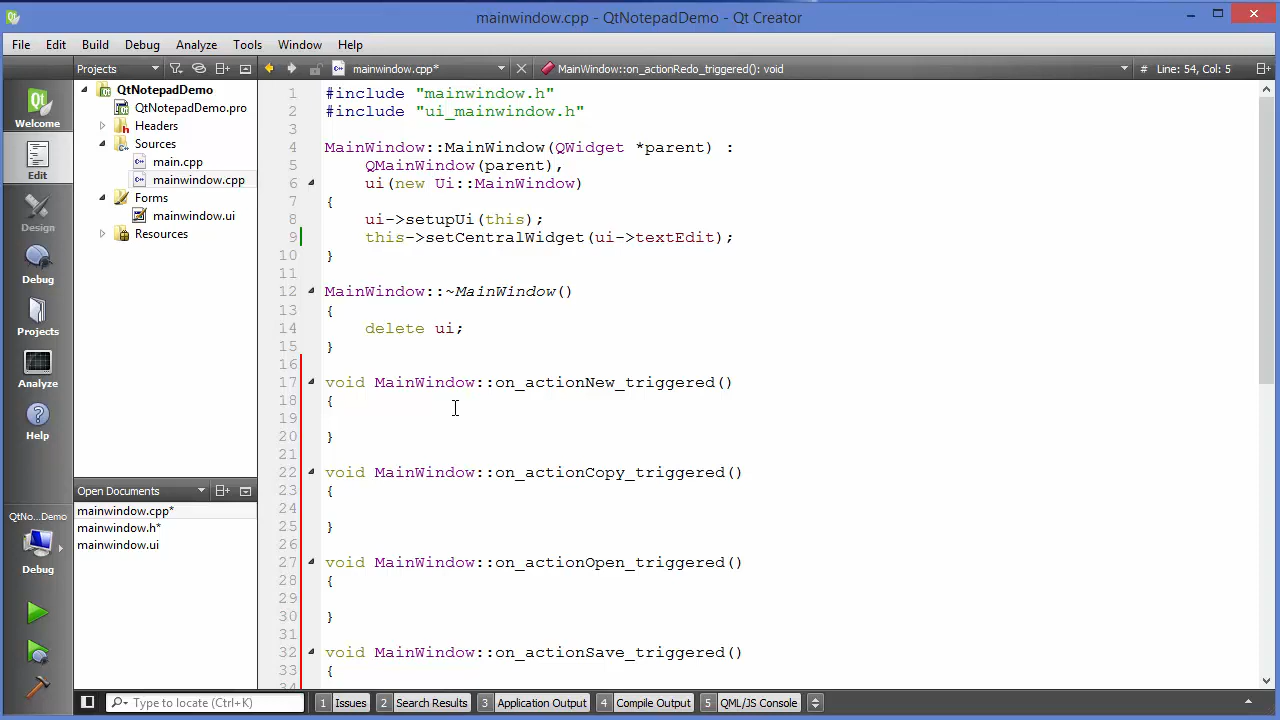 mainwindow.cpp - QtNotepadDemo - Qt Creator
File Edit Build Debug Analyze Tools Window Help
Projects mainwindow.cpp* MainWindow::on_actionRedo_triggered(): void # Line: 54, Col: 5
Welcome
Edit
Design
Debug
Projects
Analyze
Help
QtNo...Demo
Debug
QtNotepadDemo
QtNotepadDemo.pro
Headers
Sources
main.cpp
mainwindow.cpp
Forms
mainwindow.ui
Resources
Open Documents
mainwindow.cpp*
mainwindow.h*
mainwindow.ui
1 #include "mainwindow.h"
2 #include "ui_mainwindow.h"
3
4 MainWindow::MainWindow(QWidget *parent) :
5 QMainWindow(parent),
6 ui(new Ui::MainWindow)
7 {
8 ui->setupUi(this);
9 this->setCentralWidget(ui->textEdit);
10 }
11
12 MainWindow::~MainWindow()
13 {
14 delete ui;
15 }
16
17 void MainWindow::on_actionNew_triggered()
18 {
19
20 }
21
22 void MainWindow::on_actionCopy_triggered()
23 {
24
25 }
26
27 void MainWindow::on_actionOpen_triggered()
28 {
29
30 }
31
32 void MainWindow::on_actionSave_triggered()
33 {
34
Type to locate (Ctrl+K) 1 Issues 2 Search Results 3 Application Output 4 Compile Output 5 QML/JS Console